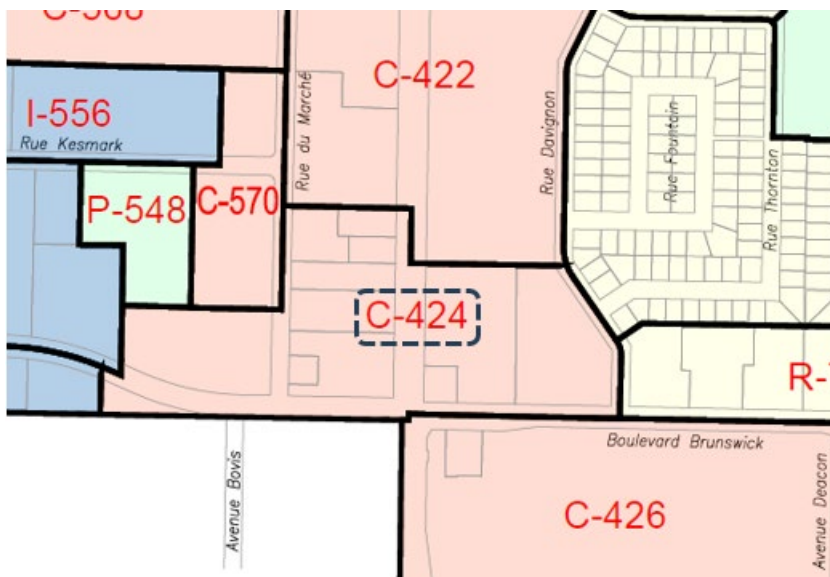 C-422
I-556
Rue Kesmark
Rue du Marché
Rue Davignon
Rue Fountain
Rue Thornton
P-548
C-570
C-424
Boulevard Brunswick
Avenue Bovis
C-426
Avenue Deacon